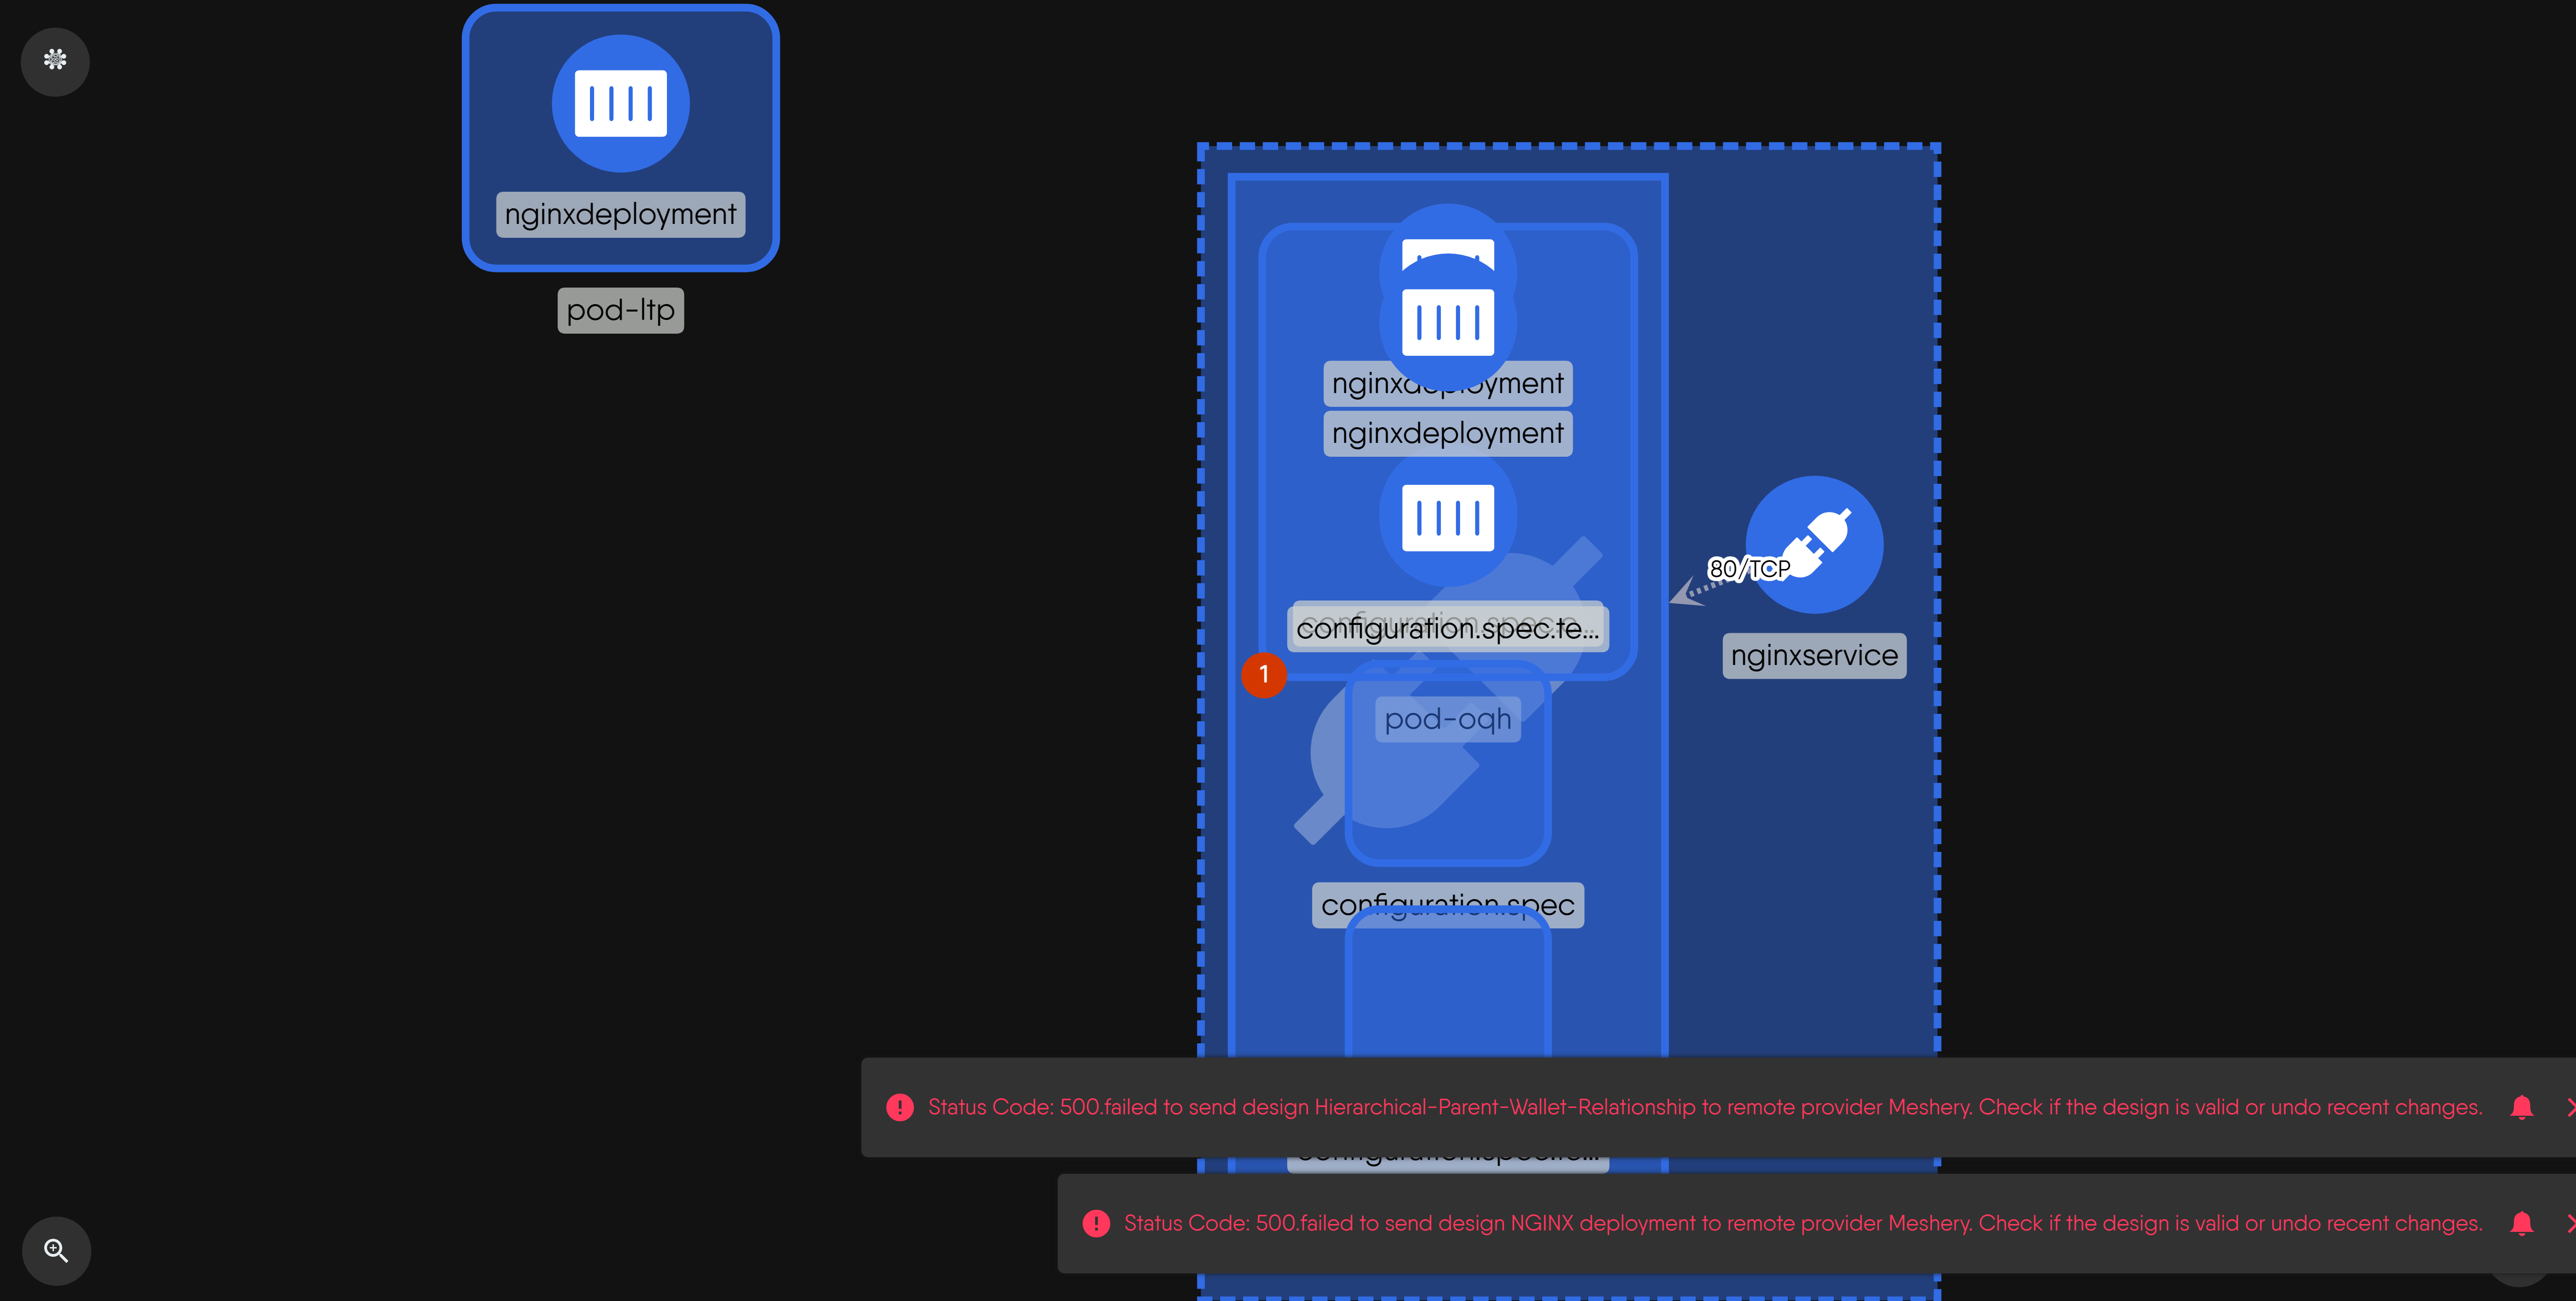 nginxdeployment
pod-ltp
nginxdeployment
nginxdeployment
configuration.spec.te...
80/TCP
nginxservice
1
pod-oqh
configuration.spec
Status Code: 500.failed to send design Hierarchical-Parent-Wallet-Relationship to remote provider Meshery. Check if the design is valid or undo recent changes.
Status Code: 500.failed to send design NGINX deployment to remote provider Meshery. Check if the design is valid or undo recent changes.